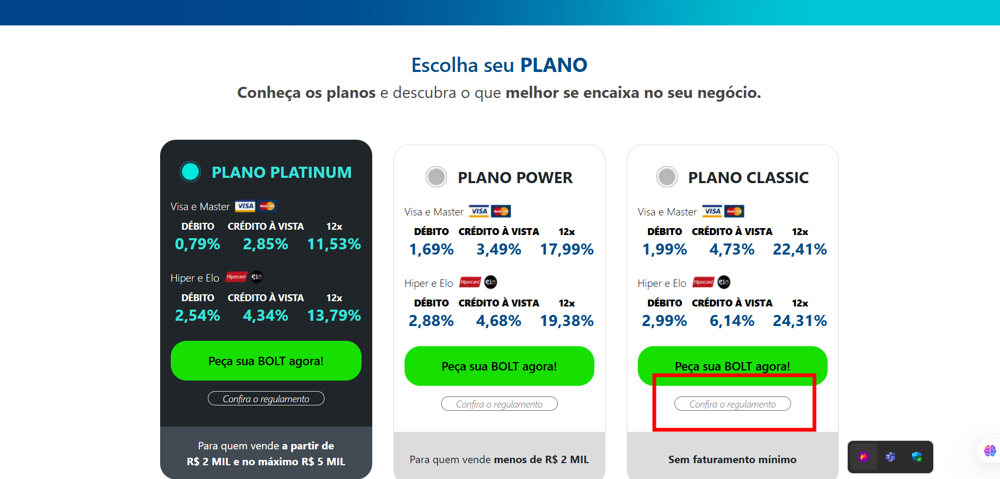 Escolha seu PLANO
Conheça os planos e descubra o que melhor se encaixa no seu negócio.
PLANO PLATINUM
Visa e Master VISA MasterCard
DÉBITO CRÉDITO À VISTA 12x
0,79% 2,85% 11,53%
Hiper e Elo Hipercard elo
DÉBITO CRÉDITO À VISTA 12x
2,54% 4,34% 13,79%
Peça sua BOLT agora!
Confira o regulamento
Para quem vende a partir de
R$ 2 MIL e no máximo R$ 5 MIL
PLANO POWER
Visa e Master VISA MasterCard
DÉBITO CRÉDITO À VISTA 12x
1,69% 3,49% 17,99%
Hiper e Elo Hipercard elo
DÉBITO CRÉDITO À VISTA 12x
2,88% 4,68% 19,38%
Peça sua BOLT agora!
Confira o regulamento
Para quem vende menos de R$ 2 MIL
PLANO CLASSIC
Visa e Master VISA MasterCard
DÉBITO CRÉDITO À VISTA 12x
1,99% 4,73% 22,41%
Hiper e Elo Hipercard elo
DÉBITO CRÉDITO À VISTA 12x
2,99% 6,14% 24,31%
Peça sua BOLT agora!
Confira o regulamento
Sem faturamento mínimo